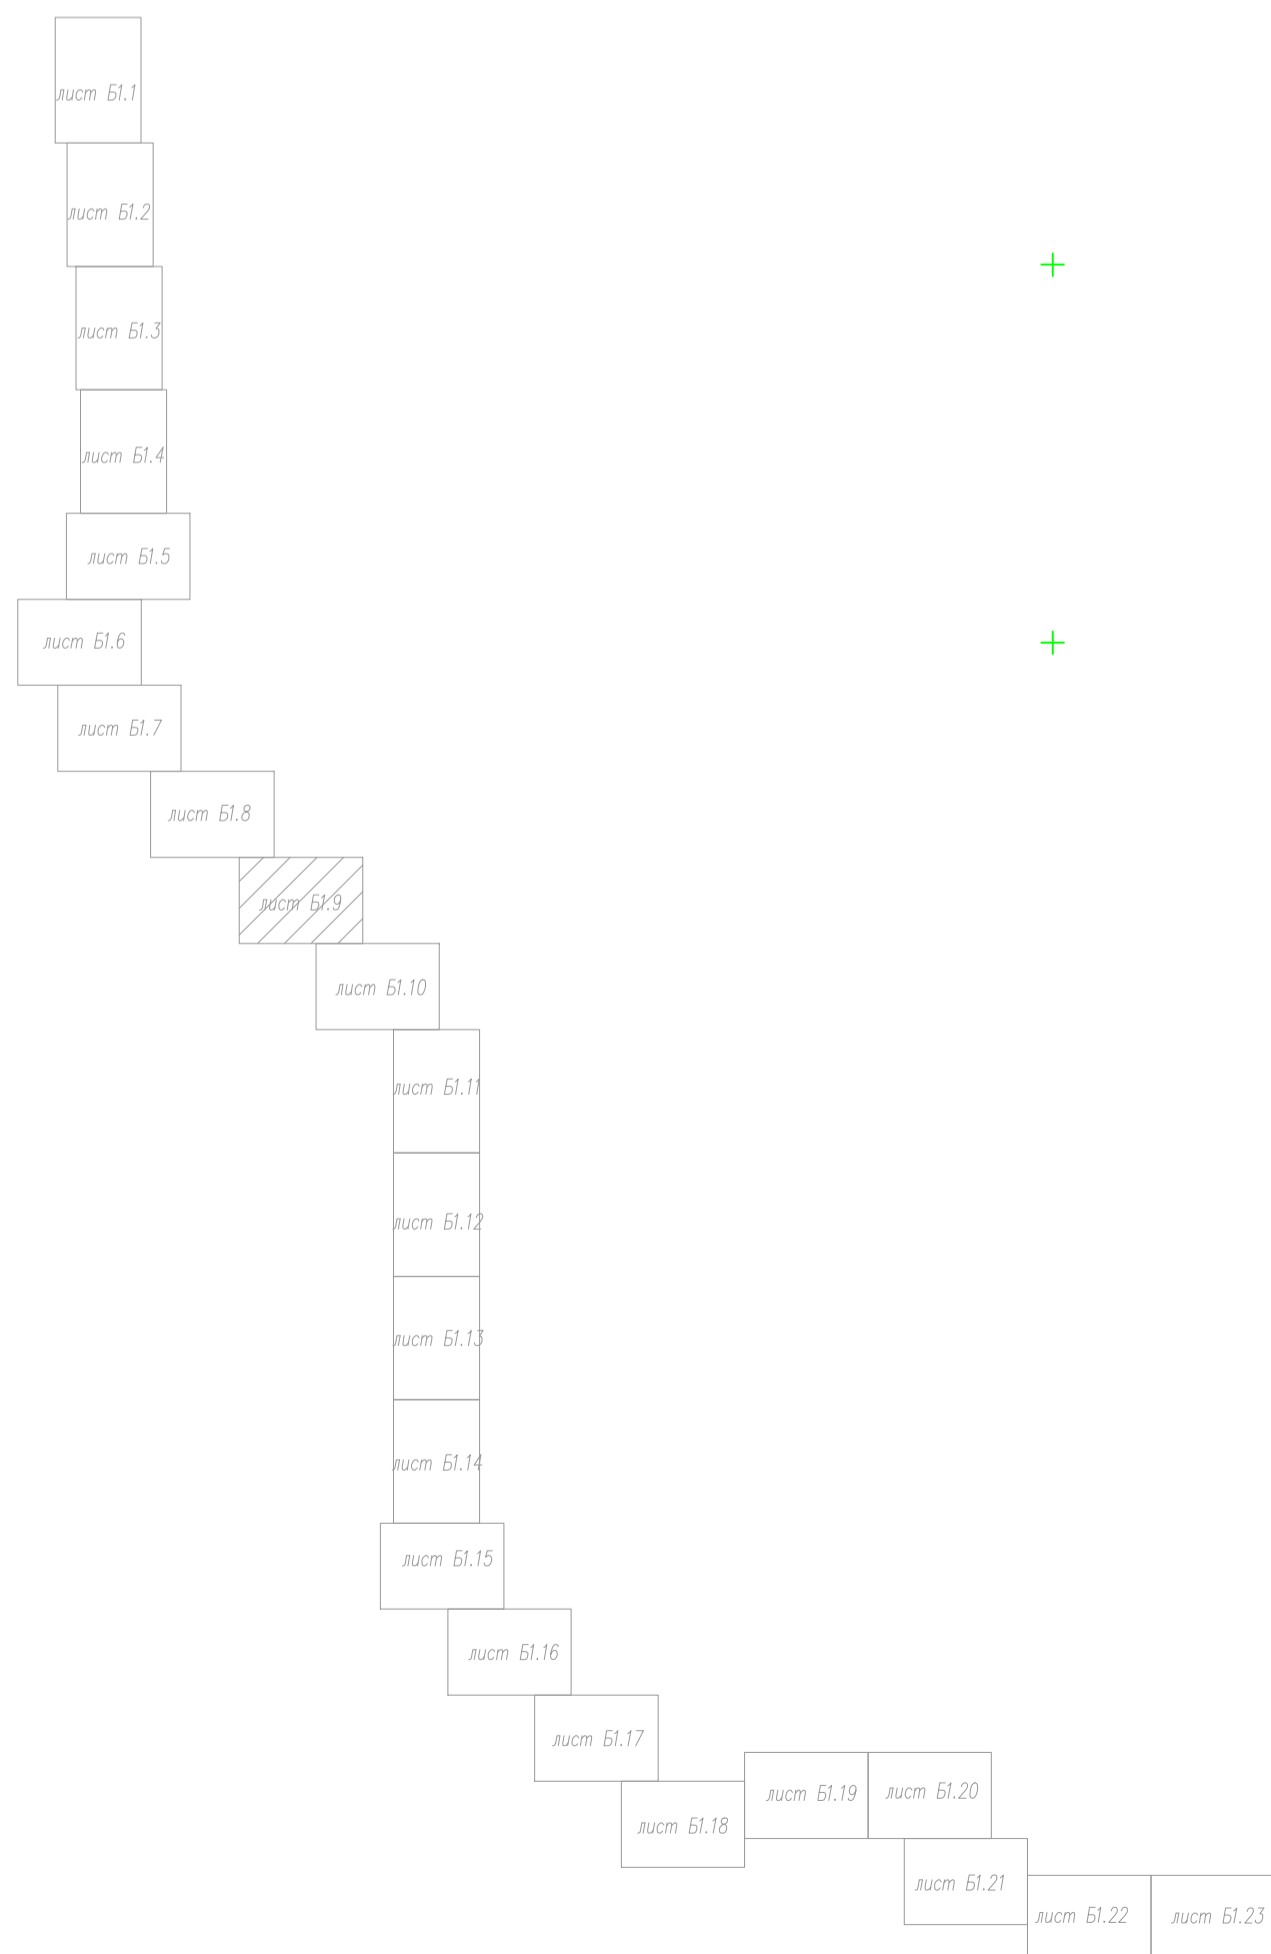 лист Б1.1
лист Б1.2
лист Б1.3
лист Б1.4
лист Б1.5
лист Б1.6
лист Б1.7
лист Б1.8
лист Б1.9
лист Б1.10
лист Б1.11
лист Б1.12
лист Б1.13
лист Б1.14
лист Б1.15
лист Б1.16
лист Б1.17
лист Б1.18
лист Б1.19
лист Б1.20
лист Б1.21
лист Б1.22
лист Б1.23